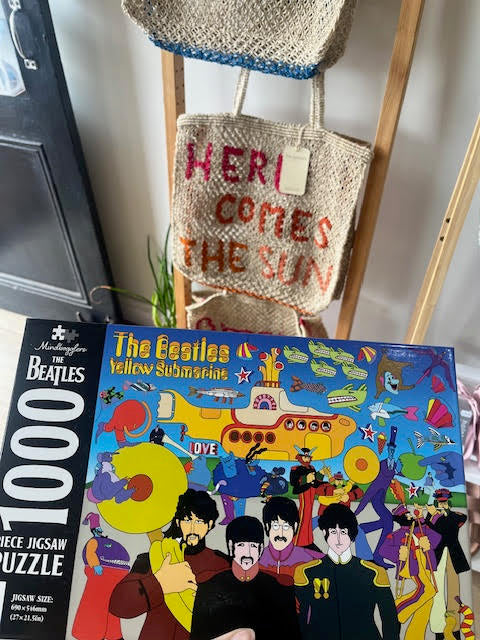 HER
COMES
THE SUN
Mindbogglers
THE
BEATLES
1000
PIECE JIGSAW
PUZZLE
JIGSAW SIZE:
690 × 546mm
(27 × 21.5in)
The Beatles
Yellow Submarine
LOVE